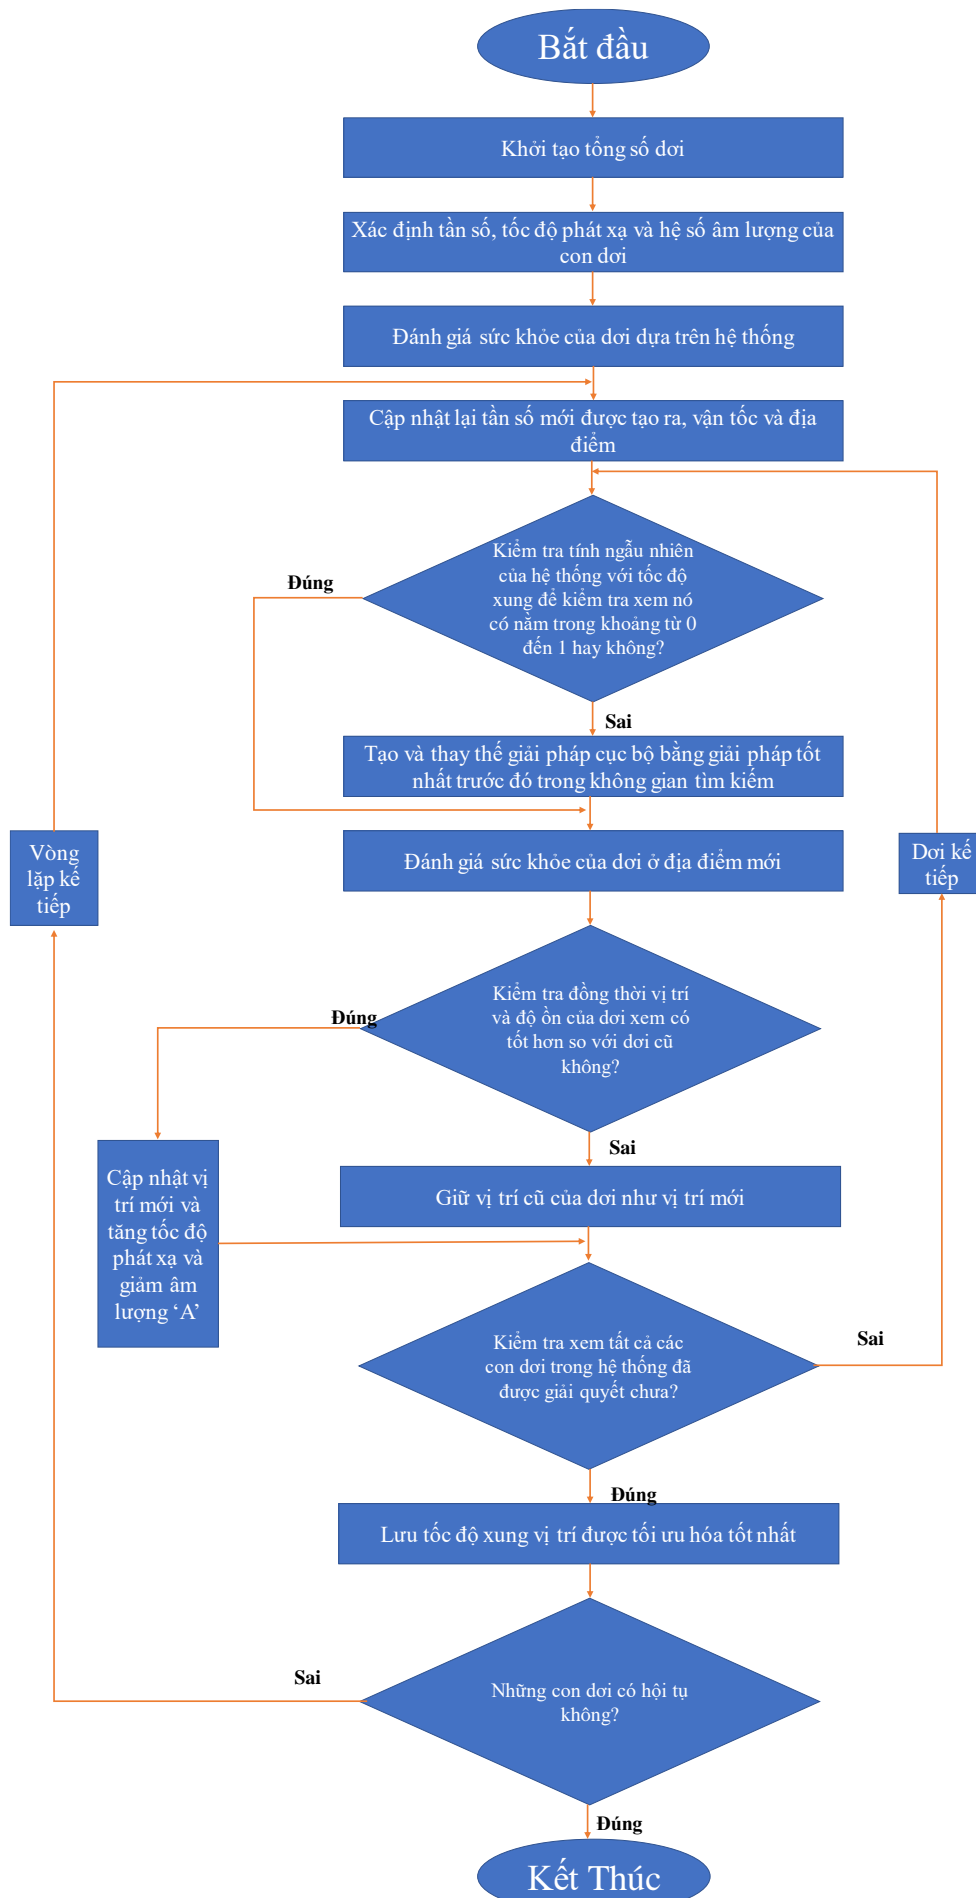 Bắt đầu
Khởi tạo tổng số dơi
Xác định tần số, tốc độ phát xạ và hệ số âm lượng của
con dơi
Đánh giá sức khỏe của dơi dựa trên hệ thống
Cập nhật lại tần số mới được tạo ra, vận tốc và địa
điểm
Kiểm tra tính ngẫu nhiên
của hệ thống với tốc độ
xung để kiểm tra xem nó
có nằm trong khoảng từ 0
đến 1 hay không?
Đúng
Sai
Tạo và thay thế giải pháp cục bộ bằng giải pháp tốt
nhất trước đó trong không gian tìm kiếm
Đánh giá sức khỏe của dơi ở địa điểm mới
Vòng
lặp kế
tiếp
Dơi kế
tiếp
Kiểm tra đồng thời vị trí
và độ ồn của dơi xem có
tốt hơn so với dơi cũ
không?
Đúng
Sai
Cập nhật vị
trí mới và
tăng tốc độ
phát xạ và
giảm âm
lượng ‘A’
Giữ vị trí cũ của dơi như vị trí mới
Kiểm tra xem tất cả các
con dơi trong hệ thống đã
được giải quyết chưa?
Sai
Đúng
Lưu tốc độ xung vị trí được tối ưu hóa tốt nhất
Sai
Những con dơi có hội tụ
không?
Đúng
Kết Thúc